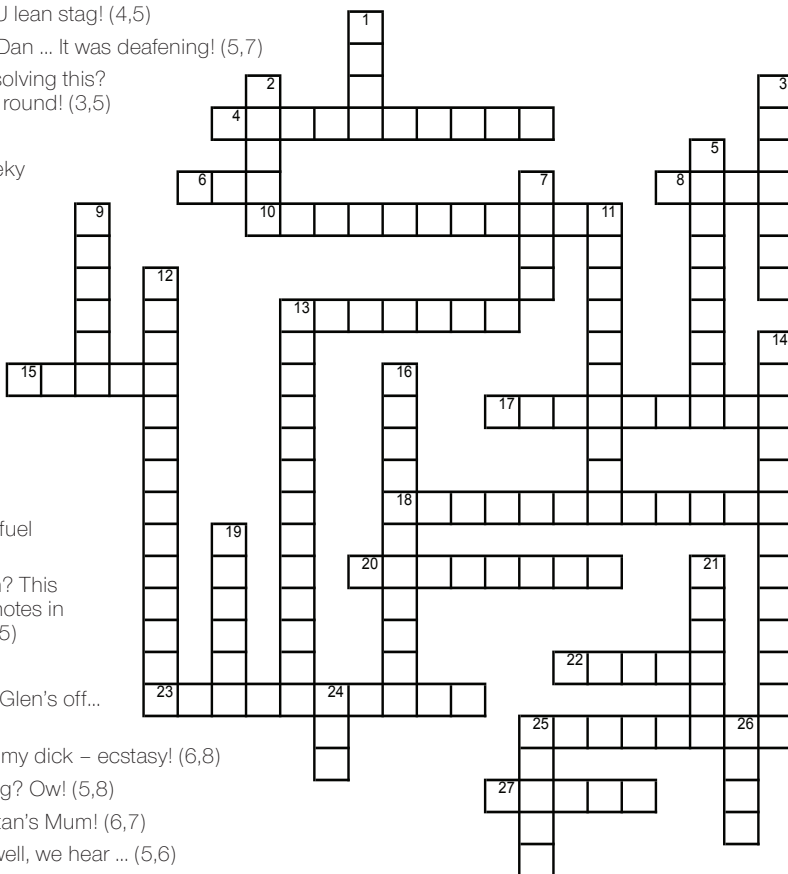 U lean stag! (4,5)
Dan ... It was deafening! (5,7)
solving this?
round! (3,5)
eky
fuel
n? This
notes in
5)
Glen's off...
my dick – ecstasy! (6,8)
g? Ow! (5,8)
tan's Mum! (6,7)
well, we hear ... (5,6)
1
2
3
4
5
6
7
8
9
10
11
12
13
14
15
16
17
18
19
20
21
22
23
24
25
26
27